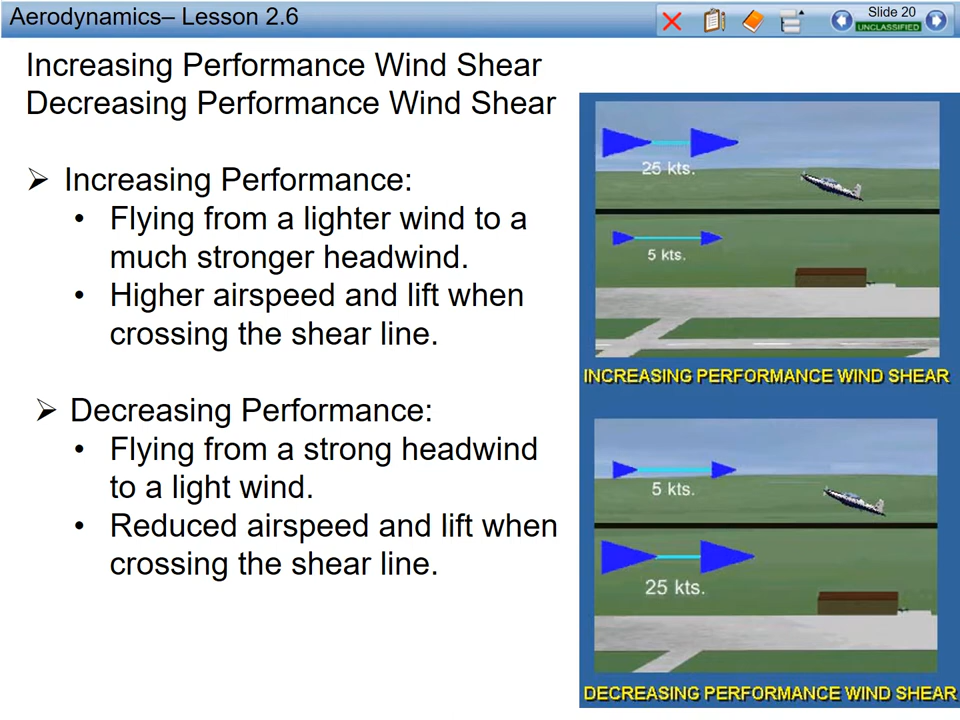 Aerodynamics– Lesson 2.6
Slide 20
UNCLASSIFIED
Increasing Performance Wind Shear
Decreasing Performance Wind Shear
➢ Increasing Performance:
• Flying from a lighter wind to a
much stronger headwind.
• Higher airspeed and lift when
crossing the shear line.
➢ Decreasing Performance:
• Flying from a strong headwind
to a light wind.
• Reduced airspeed and lift when
crossing the shear line.
25 kts.
5 kts.
INCREASING PERFORMANCE WIND SHEAR
5 kts.
25 kts.
DECREASING PERFORMANCE WIND SHEAR